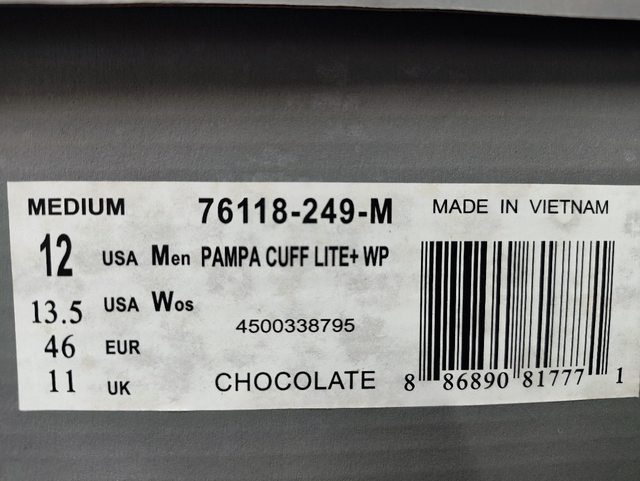 MEDIUM 76118-249-M MADE IN VIETNAM
12 USA Men PAMPA CUFF LITE+ WP
13.5 USA Wos
4500338795
46 EUR
11 UK CHOCOLATE 8 86890 81777 1